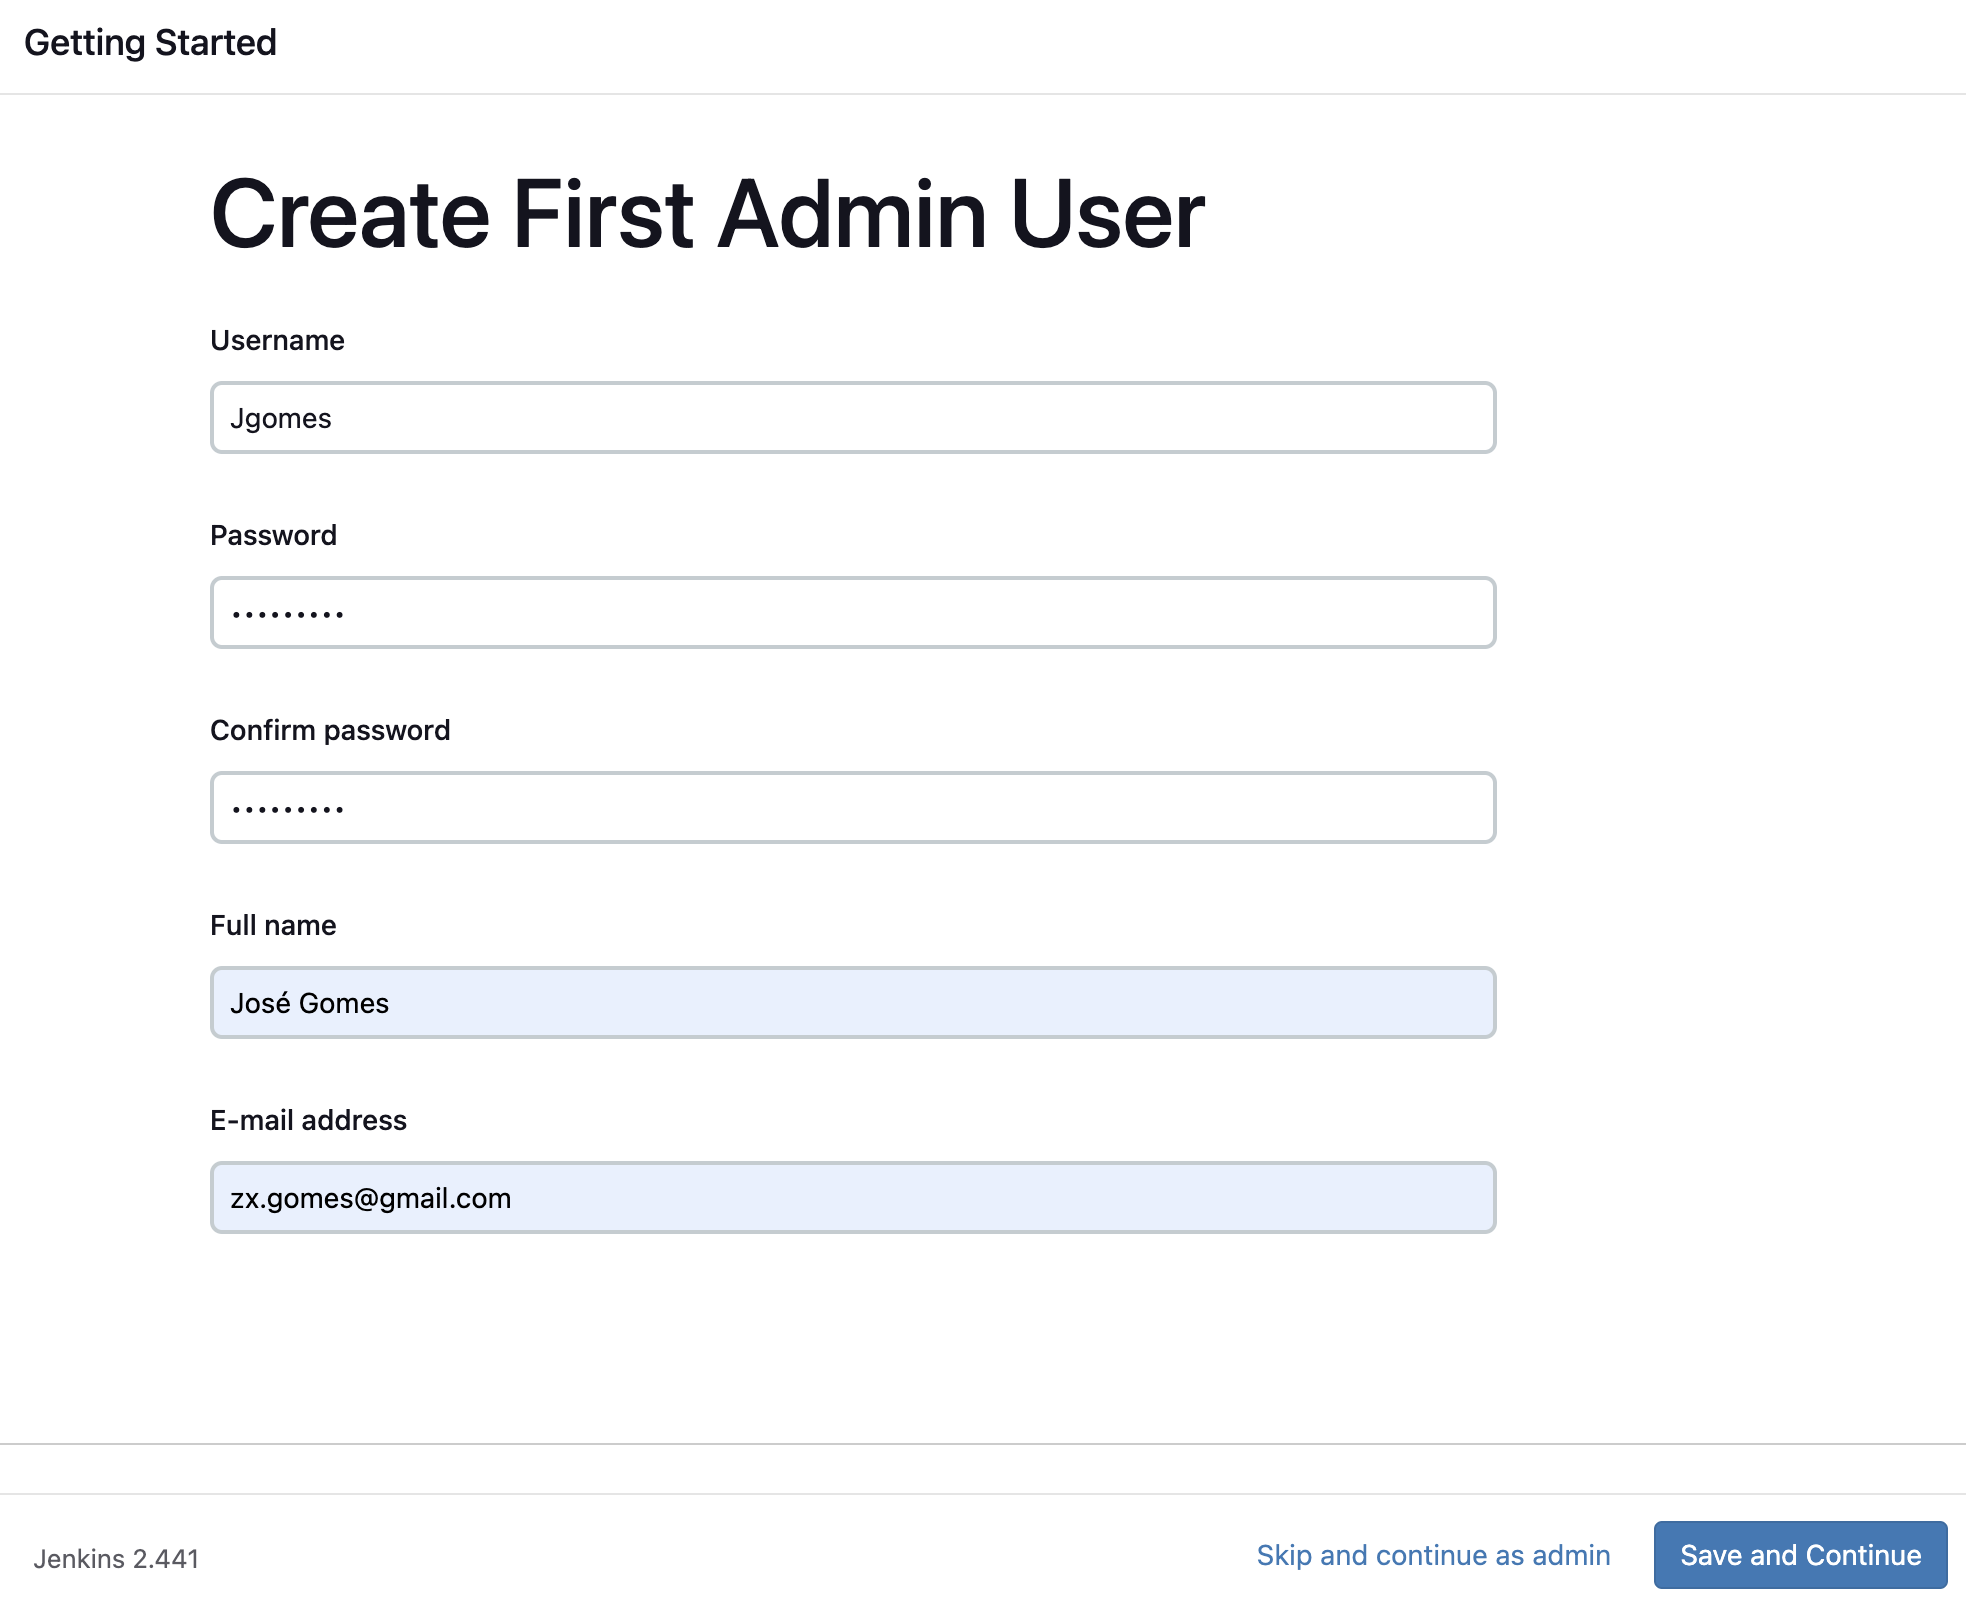 Getting Started
Create First Admin User
Username
Jgomes
Password
•••••••••
Confirm password
•••••••••
Full name
José Gomes
E-mail address
zx.gomes@gmail.com
Jenkins 2.441
Skip and continue as admin
Save and Continue